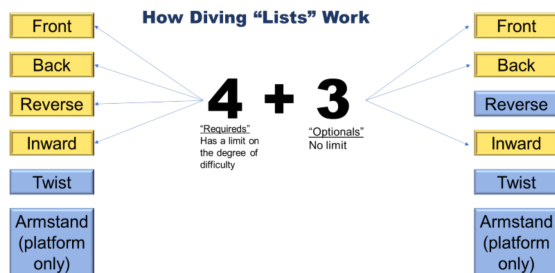 How Diving “Lists” Work
Front
Back
Reverse
Inward
Twist
Armstand
(platform
only)
4 + 3
“Requireds”
Has a limit on
the degree of
difficulty
“Optionals”
No limit
Front
Back
Reverse
Inward
Twist
Armstand
(platform
only)